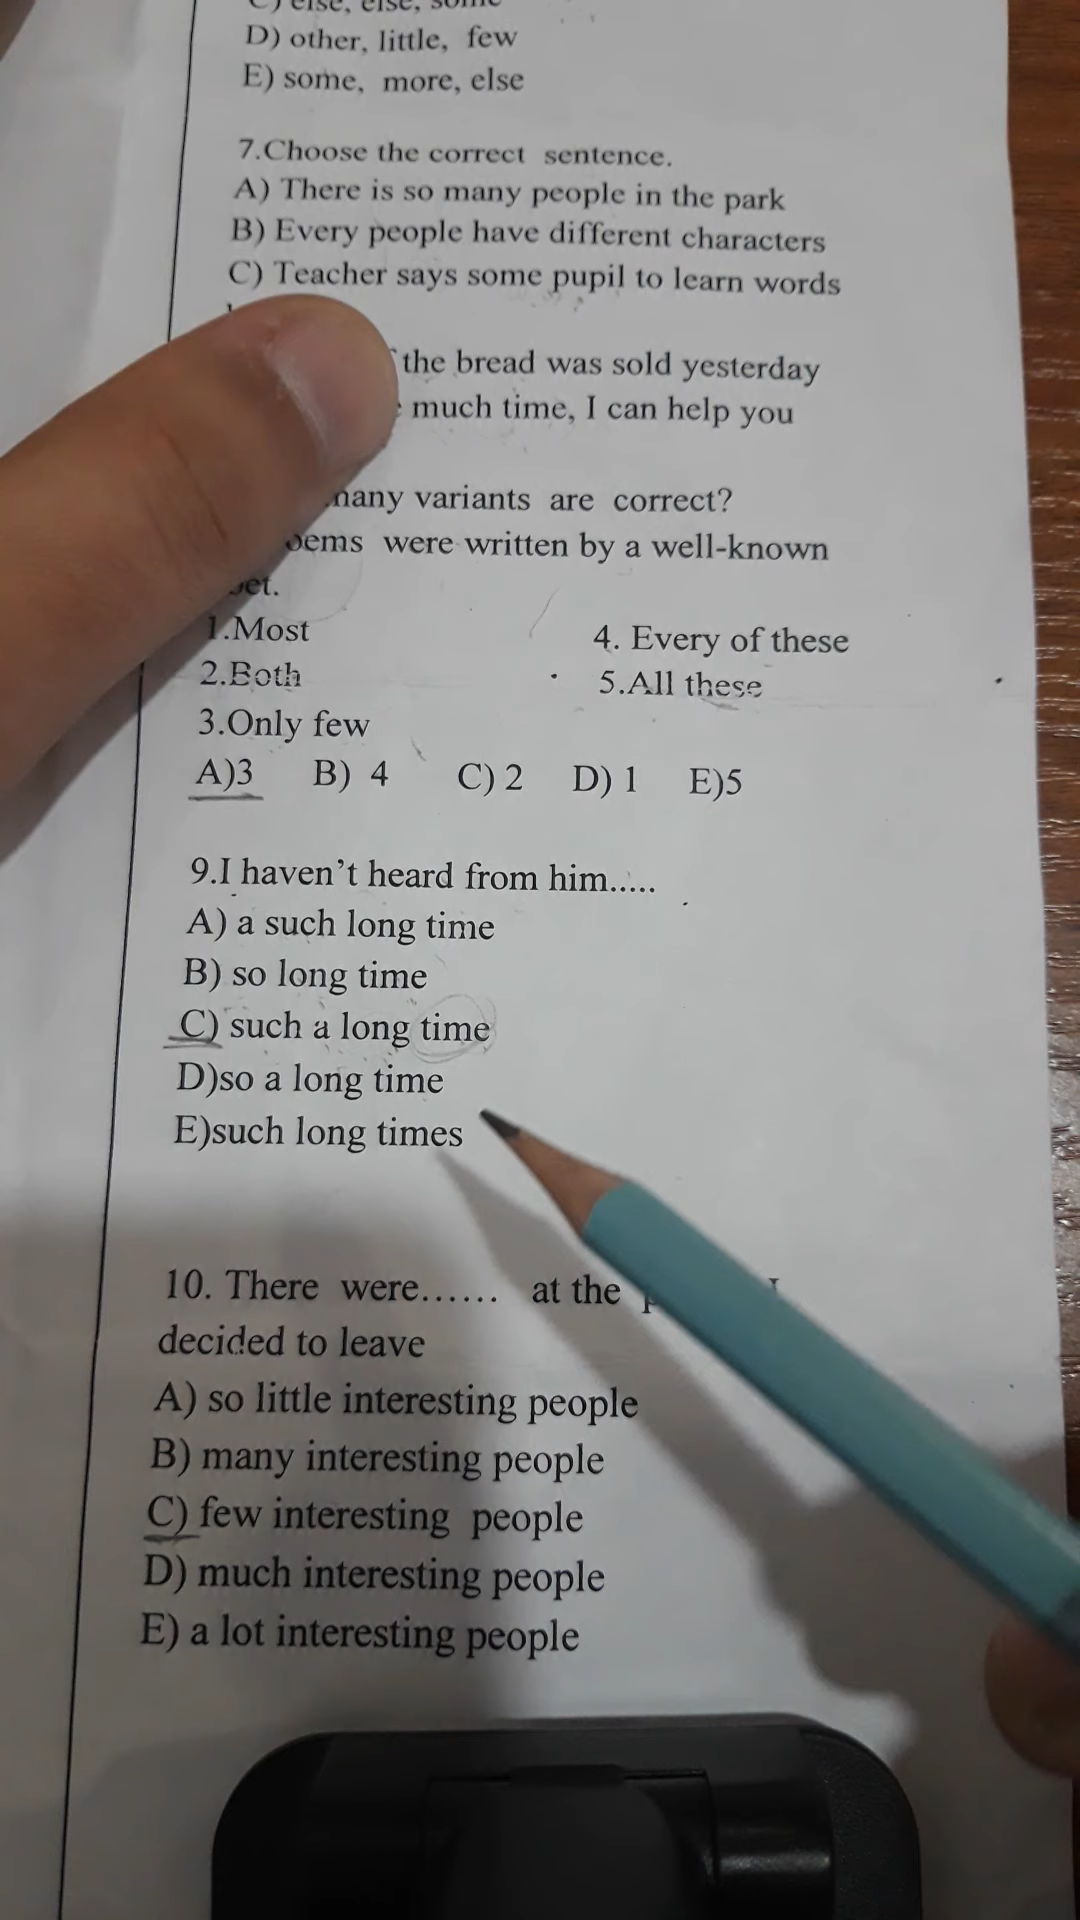 C) else, else, some
D) other, little, few
E) some, more, else
7.Choose the correct sentence.
A) There is so many people in the park
B) Every people have different characters
C) Teacher says some pupil to learn words
the bread was sold yesterday
much time, I can help you
many variants are correct?
were written by a well-known
1.Most
4. Every of these
2.Both
5.All these
3.Only few
A)3 B) 4 C) 2 D) 1 E)5
9.I haven't heard from him.....
A) a such long time
B) so long time
C) such a long time
D)so a long time
E)such long times
10. There were...... at the
decided to leave
A) so little interesting people
B) many interesting people
C) few interesting people
D) much interesting people
E) a lot interesting people